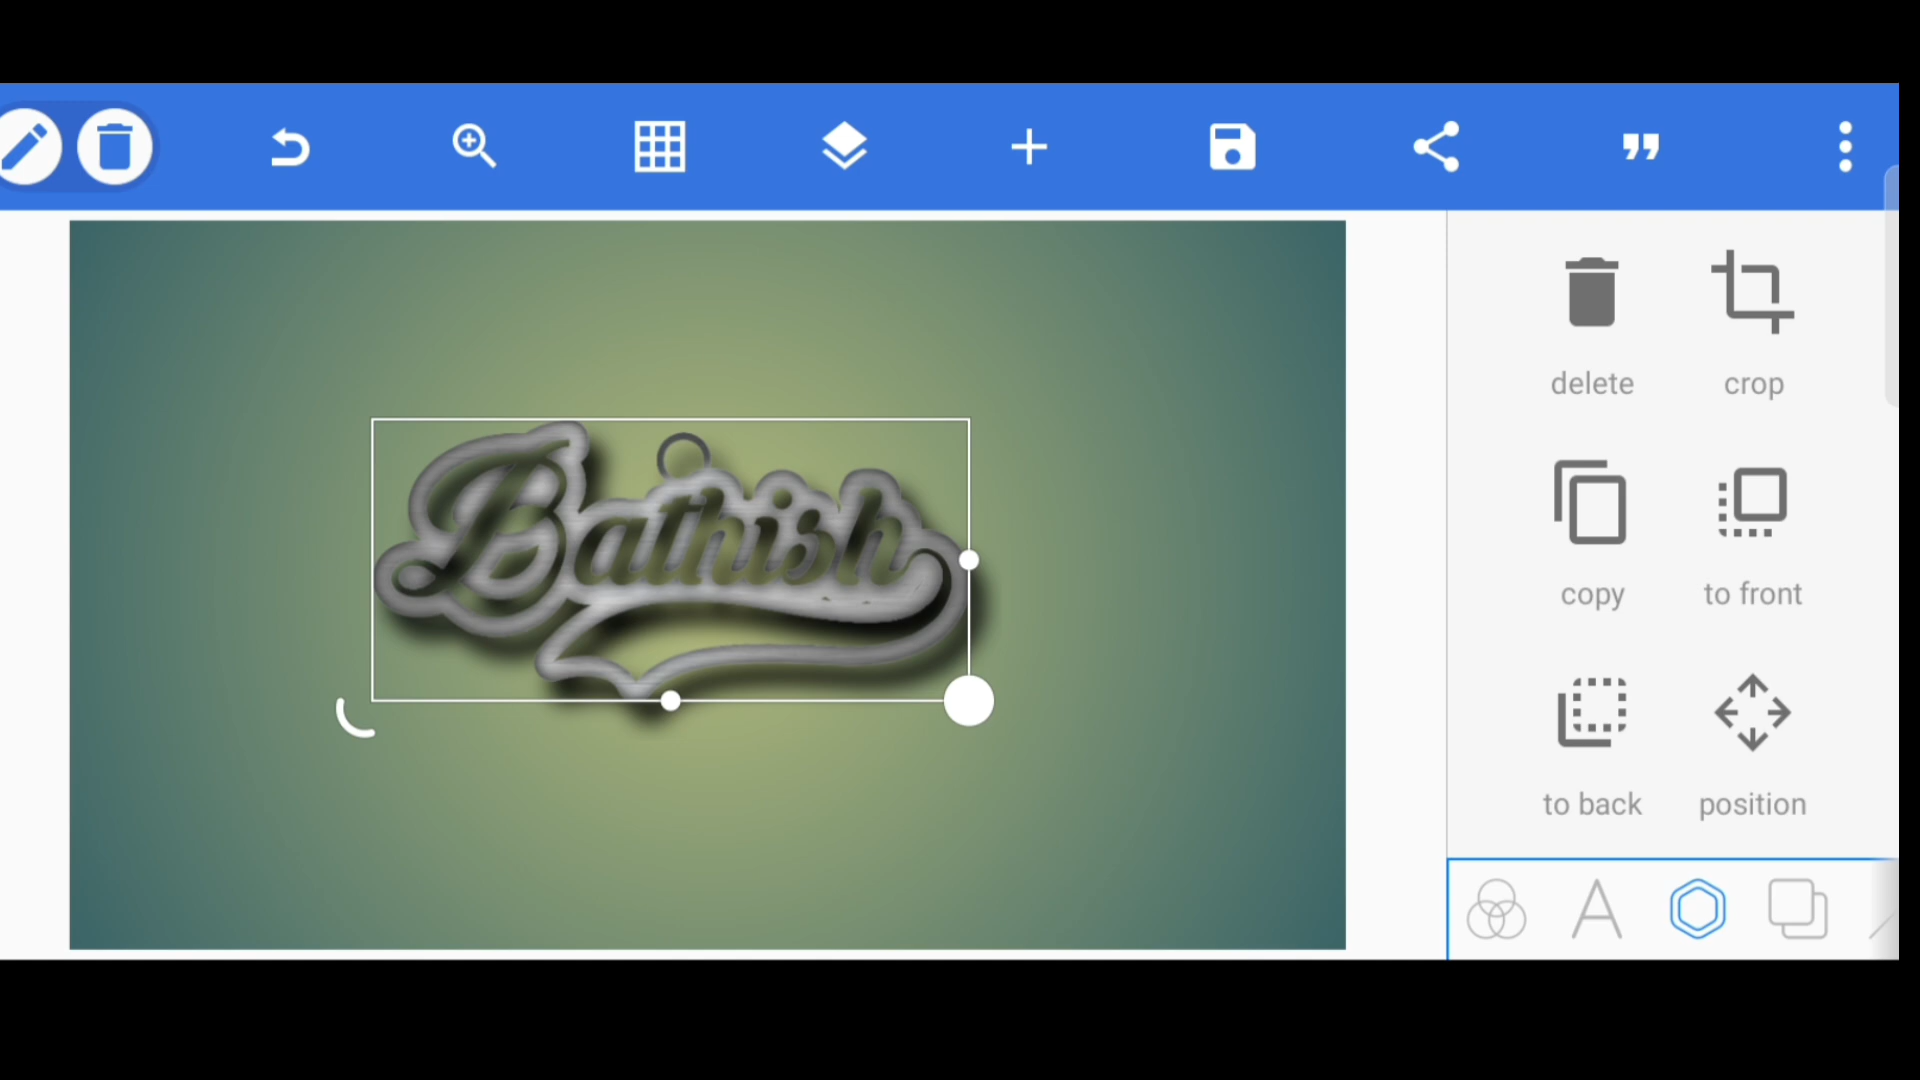 Bathish
delete
crop
copy
to front
to back
position